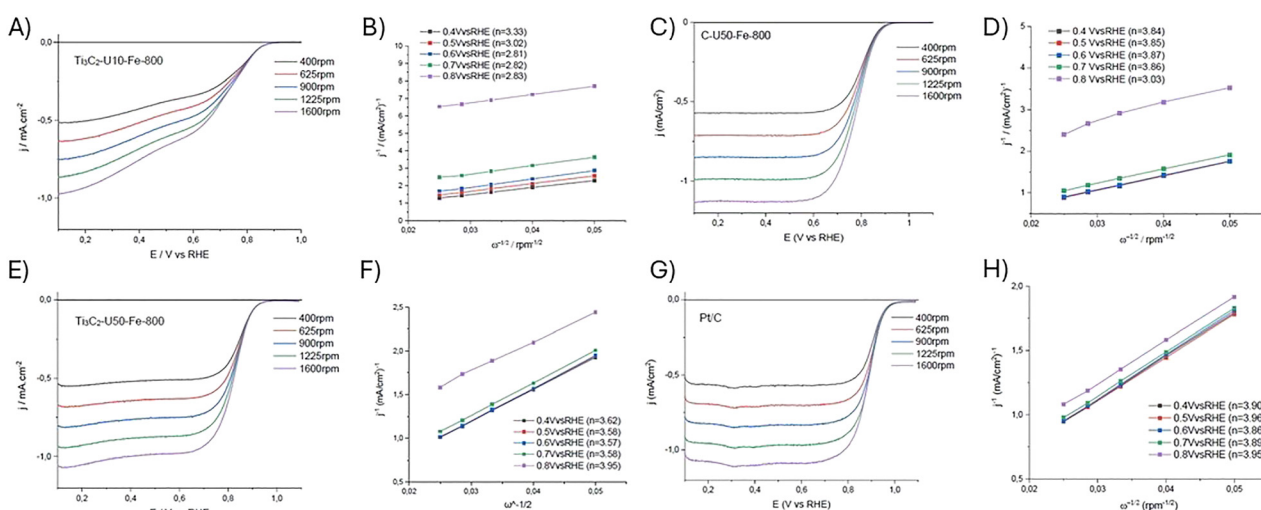 A)
0,0
Ti₃C₂-U10-Fe-800
400rpm
625rpm
900rpm
1225rpm
1600rpm
-0,5
-1,0
j / mA.cm⁻²
0,2 0,4 0,6 0,8 1,0
E / V vs RHE
B)
0.4VvsRHE (n=3.33)
0.5VvsRHE (n=3.02)
0.6VvsRHE (n=2.81)
0.7VvsRHE (n=2.82)
0.8VvsRHE (n=2.83)
10
9
8
7
6
5
4
3
2
1
0
j⁻¹ / (mA/cm²)⁻¹
0,02 0,03 0,04 0,05
ω⁻¹/² / rpm⁻¹/²
C)
0
C-U50-Fe-800
400rpm
625rpm
900rpm
1225rpm
1600rpm
-0,5
-1
j (mA/cm²)
0,2 0,4 0,6 0,8 1
E (V vs RHE)
D)
0.4 VvsRHE (n=3.84)
0.5 VvsRHE (n=3.85)
0.6 VvsRHE (n=3.87)
0.7 VvsRHE (n=3.86)
0.8 VvsRHE (n=3.03)
5
4
3
2
1
j⁻¹ / (mA/cm²)⁻¹
0,02 0,03 0,04 0,05
ω⁻¹/² / rpm⁻¹/²
E)
0,0
Ti₃C₂-U50-Fe-800
400rpm
625rpm
900rpm
1225rpm
1600rpm
-0,5
-1,0
j / mA.cm⁻²
0,2 0,4 0,6 0,8 1,0
E (V vs RHE)
F)
2,5
2,0
1,5
1,0
0,5
j⁻¹ (mA/cm²)⁻¹
0.4VvsRHE (n=3.62)
0.5VvsRHE (n=3.58)
0.6VvsRHE (n=3.57)
0.7VvsRHE (n=3.58)
0.8VvsRHE (n=3.95)
0,02 0,03 0,04 0,05
ω^-1/2
G)
0,0
Pt/C
400rpm
625rpm
900rpm
1225rpm
1600rpm
-0,5
-1,0
j (mA/cm²)
0,2 0,4 0,6 0,8 1,0
E (V vs RHE)
H)
2,0
1,5
1,0
0,5
j⁻¹ (mA/cm²)⁻¹
0.4VvsRHE (n=3.90
0.5VvsRHE (n=3.96
0.6VvsRHE (n=3.86
0.7VvsRHE (n=3.89
0.8VvsRHE (n=3.95
0,02 0,03 0,04 0,05
ω⁻¹/² (rpm⁻¹/²)